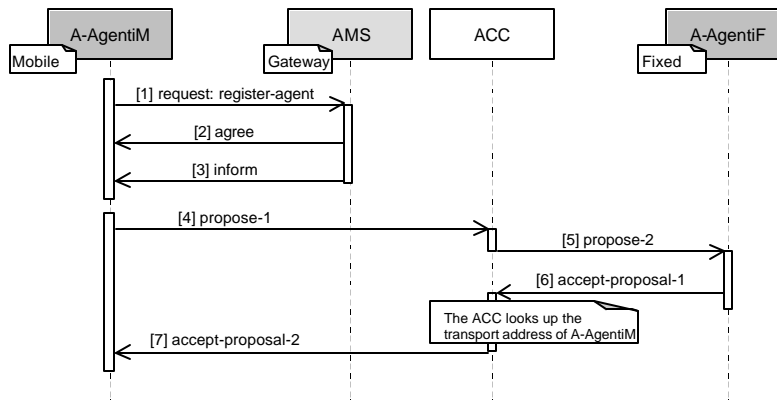 A-AgentiM
AMS
ACC
A-AgentiF
Mobile
Gateway
Fixed
[1] request: register-agent
[2] agree
[3] inform
[4] propose-1
[5] propose-2
[6] accept-proposal-1
The ACC looks up the
transport address of A-AgentiM
[7] accept-proposal-2